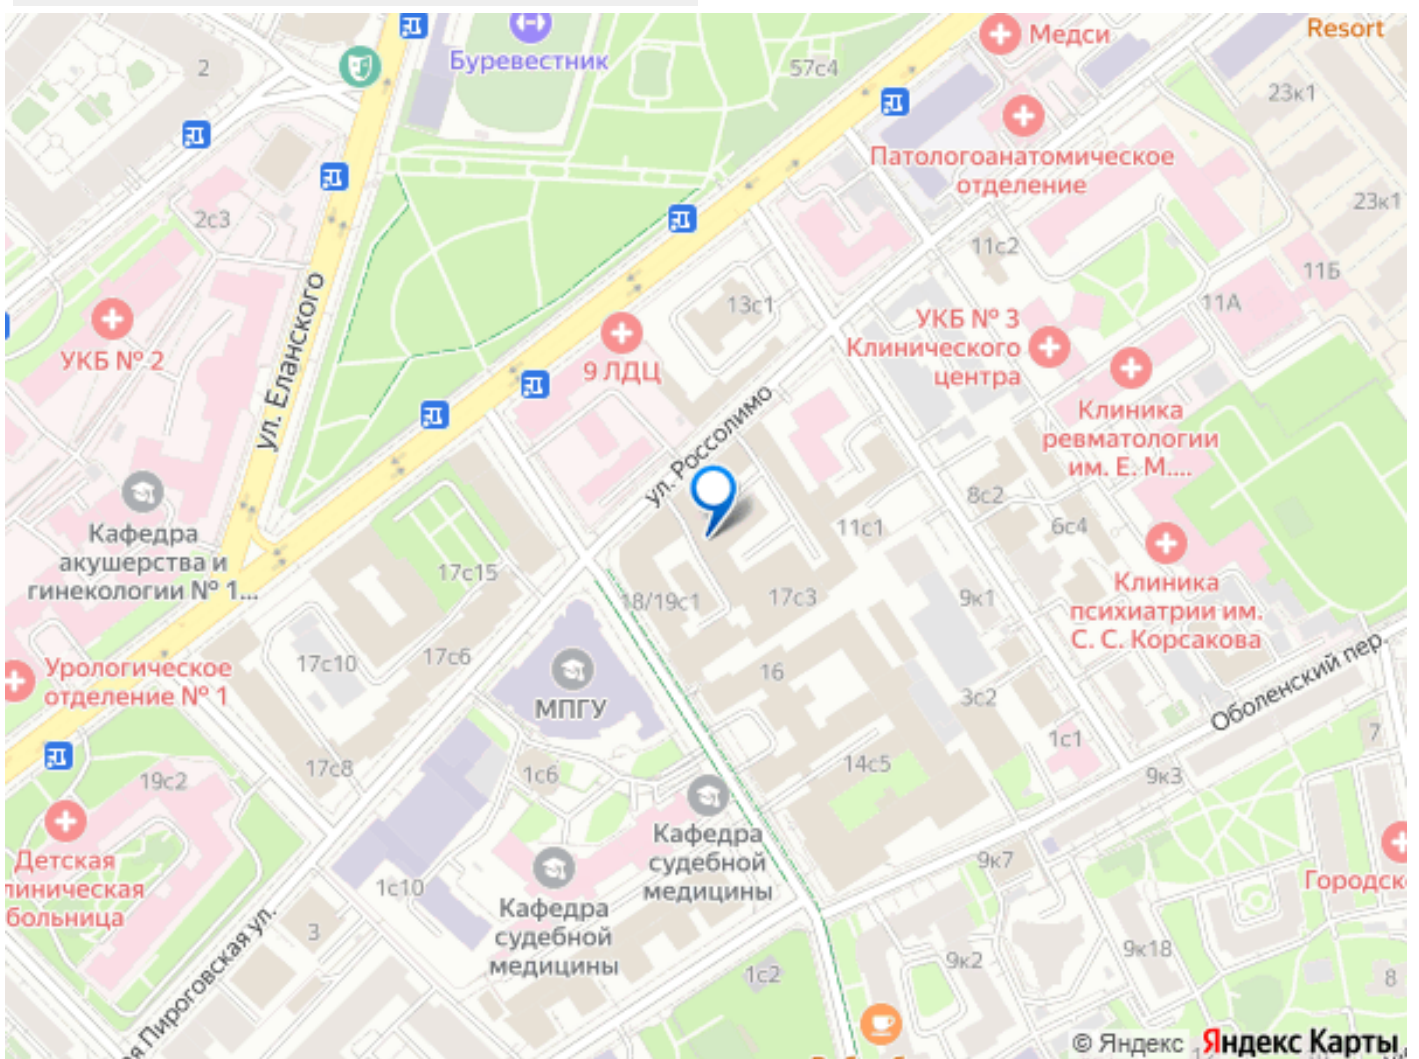 Resort
Медси
Буревестник
57с4
2
23к1
Патологоанатомическое
отделение
23к1
2с3
11с2
11Б
11А
13с1
ул. Еланского
УКБ № 2
УКБ № 3
Клинического
центра
9 ЛДЦ
ул. Россолимо
Клиника
ревматологии
им. Е. М....
8с2
6с4
11с1
Кафедра
акушерства и
гинекологии № 1...
17с15
18/19с1
17с3
9к1
Клиника
психиатрии им.
С. С. Корсакова
Урологическое
отделение № 1
17с10
17с6
16
3с2
МПГУ
Оболенский пер.
1с1
7
17с8
1с6
14с5
9к3
19с2
Детская
линическая
больница
Кафедра
судебной
медицины
9к7
Городск
1с10
Кафедра
судебной
медицины
3
9к18
9к2
1с2
8
ая Пироговская ул.
© Яндекс
Яндекс Карты